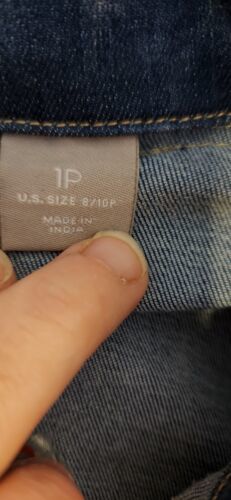 1P
U.S. SIZE 8/10P
MADE IN
INDIA